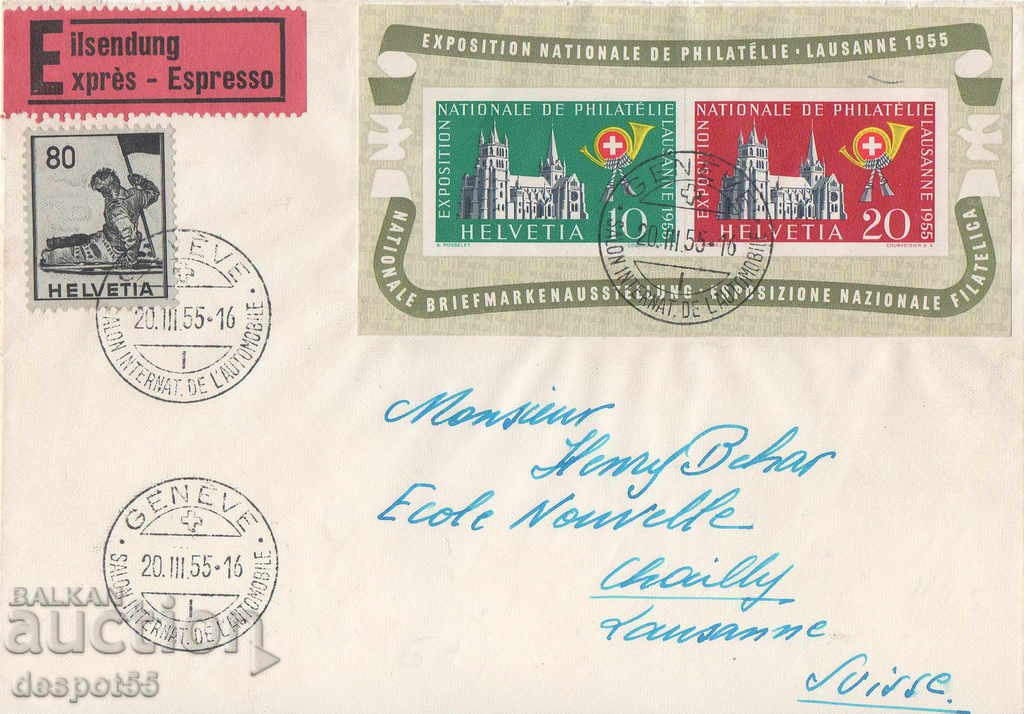 Eilsendung
Exprès - Espresso
80
HELVETIA
EXPOSITION NATIONALE DE PHILATÉLIE · LAUSANNE 1955
NATIONALE BRIEFMARKENAUSSTELLUNG · ESPOSIZIONE NAZIONALE FILATELICA
EXPOSITION NATIONALE DE PHILATÉLIE LAUSANNE 1955
10
HELVETIA
EXPOSITION NATIONALE DE PHILATÉLIE LAUSANNE 1955
20
HELVETIA
GENÈVE
20.III.55·16
SALON INTERNAT. DE L'AUTOMOBILE
1
GENÈVE
20.III.55·16
1
SALON INTERNAT. DE L'AUTOMOBILE
Monsieur
Henry Behar
Ecole Nouvelle
Chailly
Lausanne
Suisse.
GENÈVE
20.III.55·16
1
SALON INTERNAT. DE L'AUTOMOBILE
BALKAN
auction
despot55